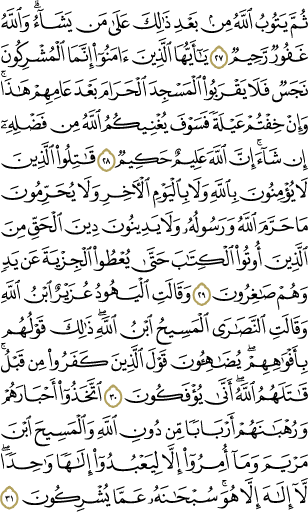 ثُمَّ يَتُوبُ ٱللَّهُ مِنۢ بَعْدِ ذَٰلِكَ عَلَىٰ مَن يَشَآءُۗ وَٱللَّهُ
غَفُورٌ رَّحِيمٌ ٢٧ يَٰٓأَيُّهَا ٱلَّذِينَ ءَامَنُوٓا۟ إِنَّمَا ٱلْمُشْرِكُونَ
نَجَسٌ فَلَا يَقْرَبُوا۟ ٱلْمَسْجِدَ ٱلْحَرَامَ بَعْدَ عَامِهِمْ هَٰذَاۚ
وَإِنْ خِفْتُمْ عَيْلَةً فَسَوْفَ يُغْنِيكُمُ ٱللَّهُ مِن فَضْلِهِۦٓ
إِن شَآءَۚ إِنَّ ٱللَّهَ عَلِيمٌ حَكِيمٌ ٢٨ قَٰتِلُوا۟ ٱلَّذِينَ
لَا يُؤْمِنُونَ بِٱللَّهِ وَلَا بِٱلْيَوْمِ ٱلْءَاخِرِ وَلَا يُحَرِّمُونَ
مَا حَرَّمَ ٱللَّهُ وَرَسُولُهُۥ وَلَا يَدِينُونَ دِينَ ٱلْحَقِّ مِنَ
ٱلَّذِينَ أُوتُوا۟ ٱلْكِتَٰبَ حَتَّىٰ يُعْطُوا۟ ٱلْجِزْيَةَ عَن يَدٍ
وَهُمْ صَٰغِرُونَ ٢٩ وَقَالَتِ ٱلْيَهُودُ عُزَيْرٌ ٱبْنُ ٱللَّهِ
وَقَالَتِ ٱلنَّصَٰرَى ٱلْمَسِيحُ ٱبْنُ ٱللَّهِۖ ذَٰلِكَ قَوْلُهُم
بِأَفْوَٰهِهِمْۖ يُضَٰهِـُٔونَ قَوْلَ ٱلَّذِينَ كَفَرُوا۟ مِن قَبْلُۚ
قَٰتَلَهُمُ ٱللَّهُۖ أَنَّىٰ يُؤْفَكُونَ ٣٠ ٱتَّخَذُوٓا۟ أَحْبَارَهُمْ
وَرُهْبَٰنَهُمْ أَرْبَابًا مِّن دُونِ ٱللَّهِ وَٱلْمَسِيحَ ٱبْنَ
مَرْيَمَ وَمَآ أُمِرُوٓا۟ إِلَّا لِيَعْبُدُوٓا۟ إِلَٰهًا وَٰحِدًاۖ
لَّآ إِلَٰهَ إِلَّا هُوَۚ سُبْحَٰنَهُۥ عَمَّا يُشْرِكُونَ ٣١